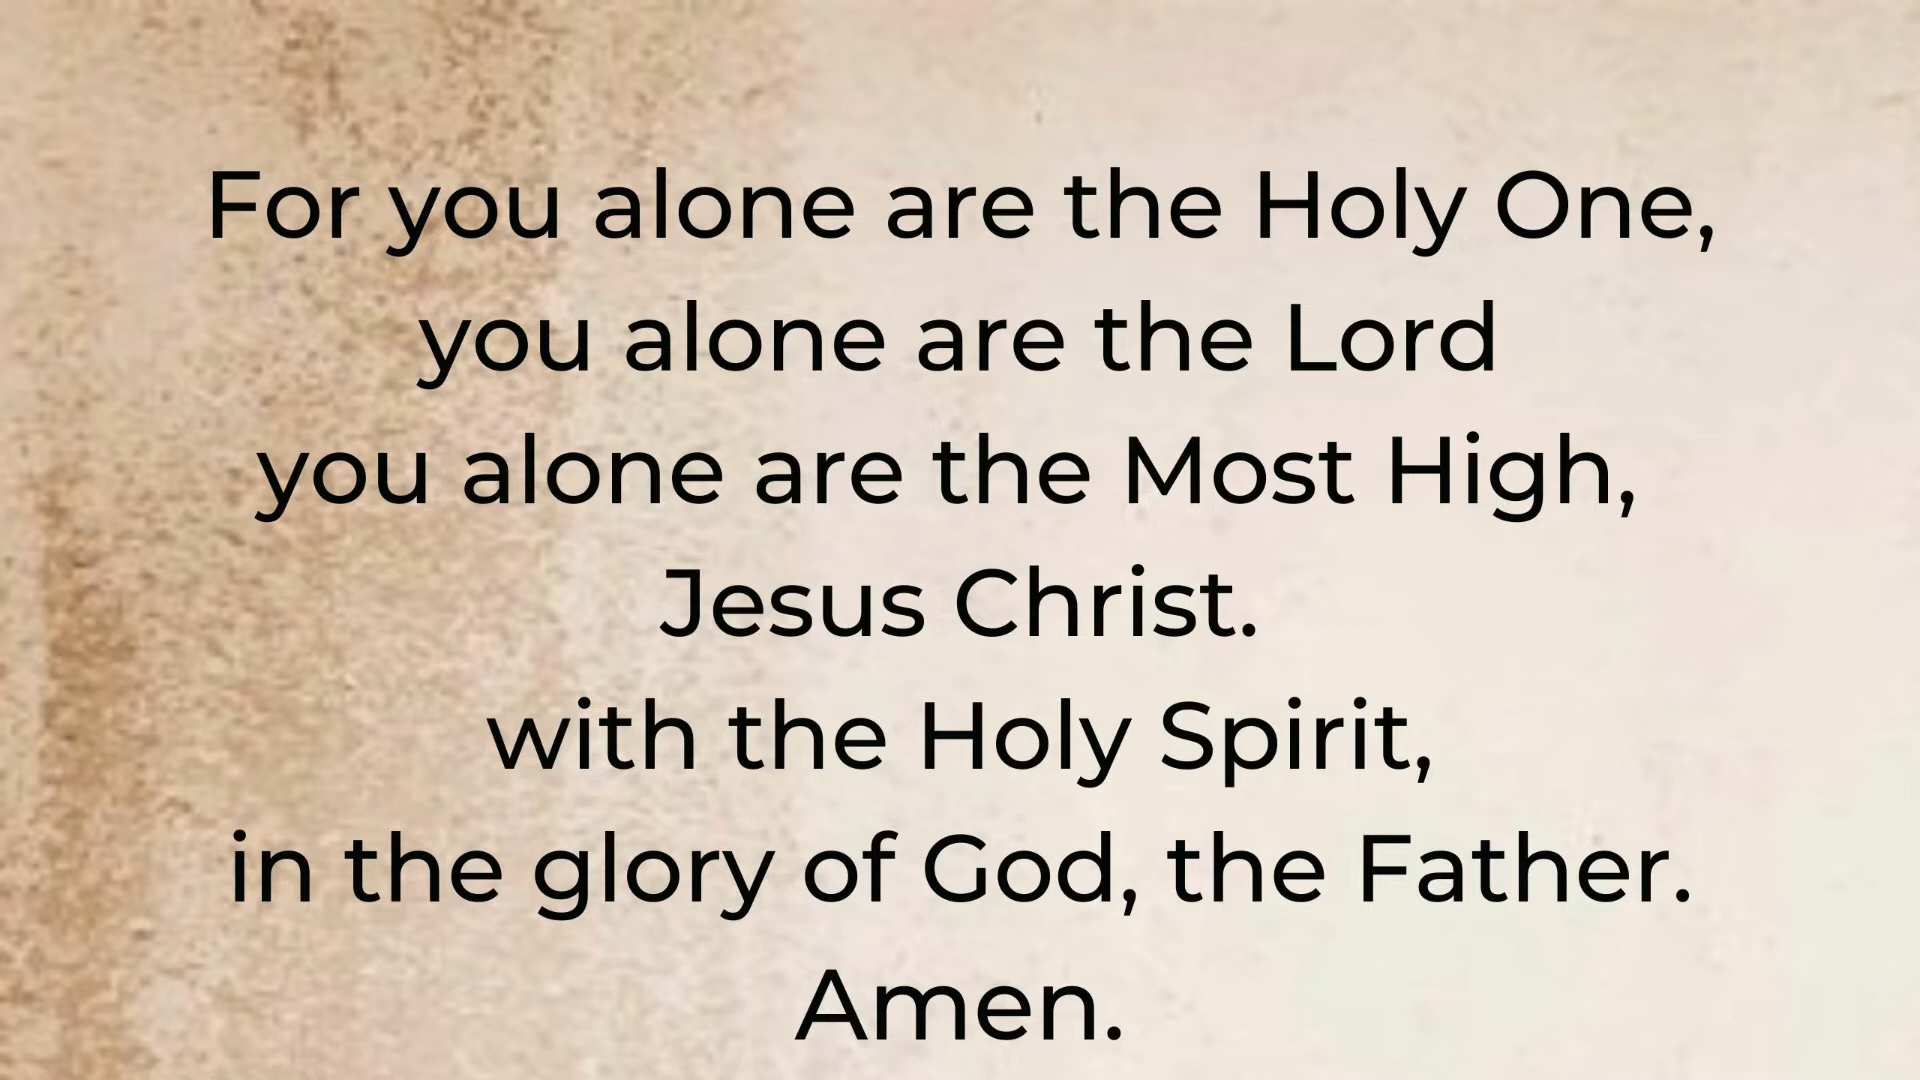 For you alone are the Holy One,
you alone are the Lord
you alone are the Most High,
Jesus Christ.
with the Holy Spirit,
in the glory of God, the Father.
Amen.